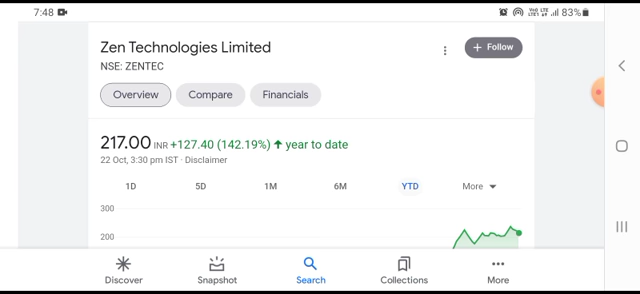 7:48 83%
Zen Technologies Limited
NSE: ZENTEC
+ Follow
Overview Compare Financials
217.00 INR +127.40 (142.19%) ↑ year to date
22 Oct, 3:30 pm IST · Disclaimer
1D 5D 1M 6M YTD More
300
200
Discover Snapshot Search Collections More